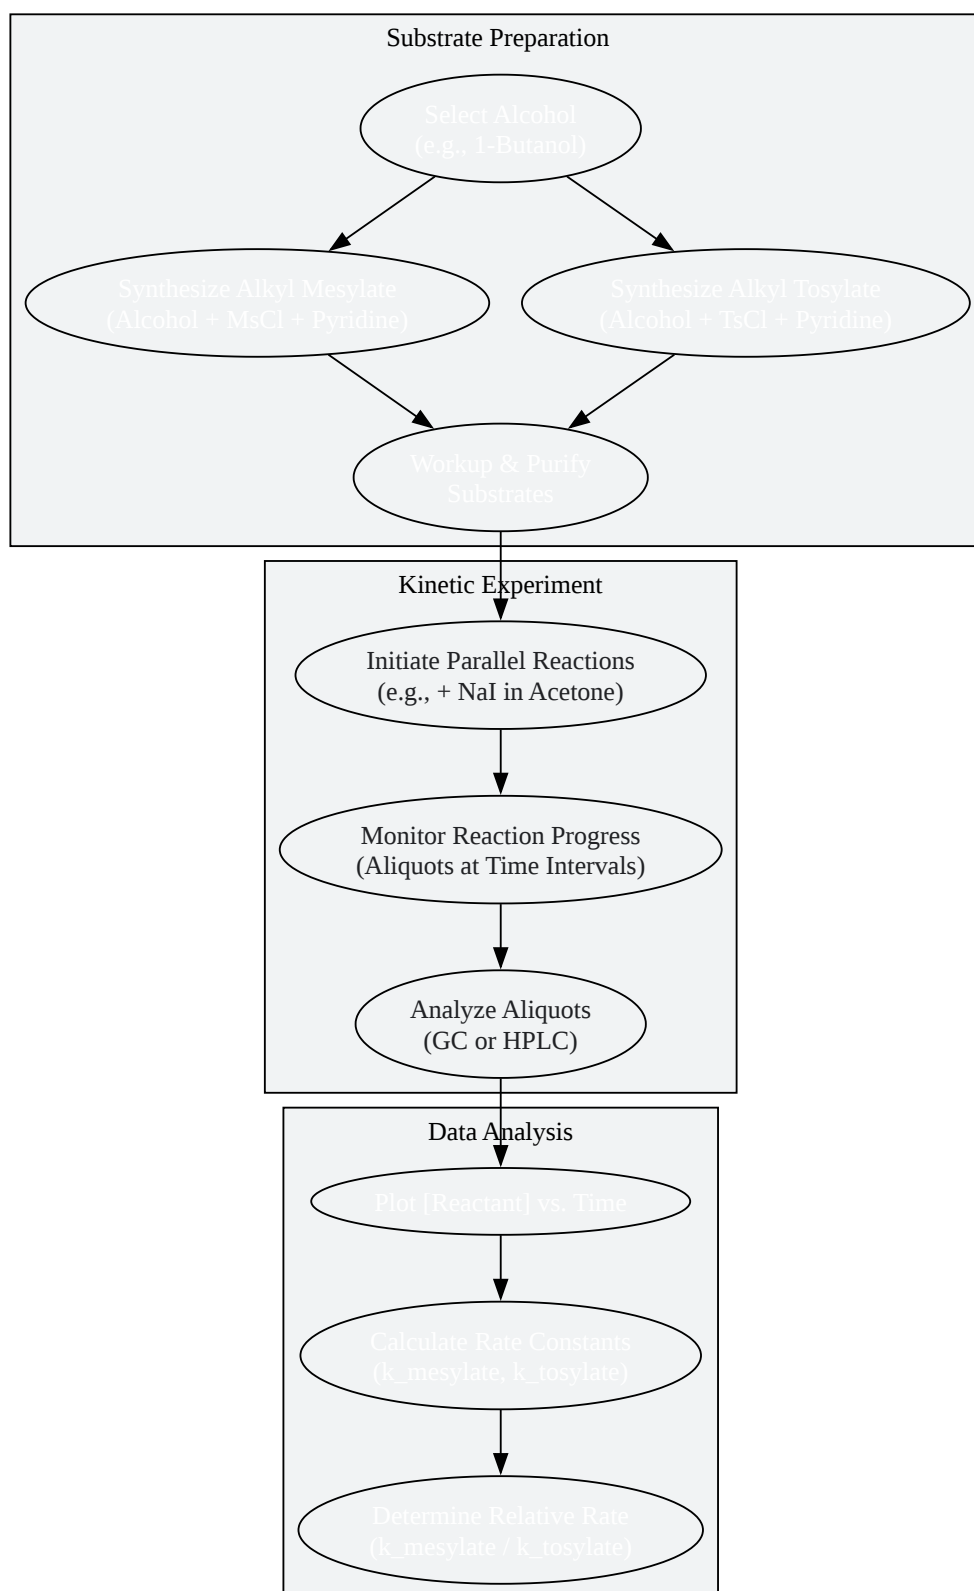 Substrate Preparation
Select Alcohol
(e.g., 1-Butanol)
Synthesize Alkyl Mesylate
(Alcohol + MsCl + Pyridine)
Synthesize Alkyl Tosylate
(Alcohol + TsCl + Pyridine)
Workup & Purify
Substrates
Kinetic Experiment
Initiate Parallel Reactions
(e.g., + NaI in Acetone)
Monitor Reaction Progress
(Aliquots at Time Intervals)
Analyze Aliquots
(GC or HPLC)
Data Analysis
Plot [Reactant] vs. Time
Calculate Rate Constants
(k_mesylate, k_tosylate)
Determine Relative Rate
(k_mesylate / k_tosylate)